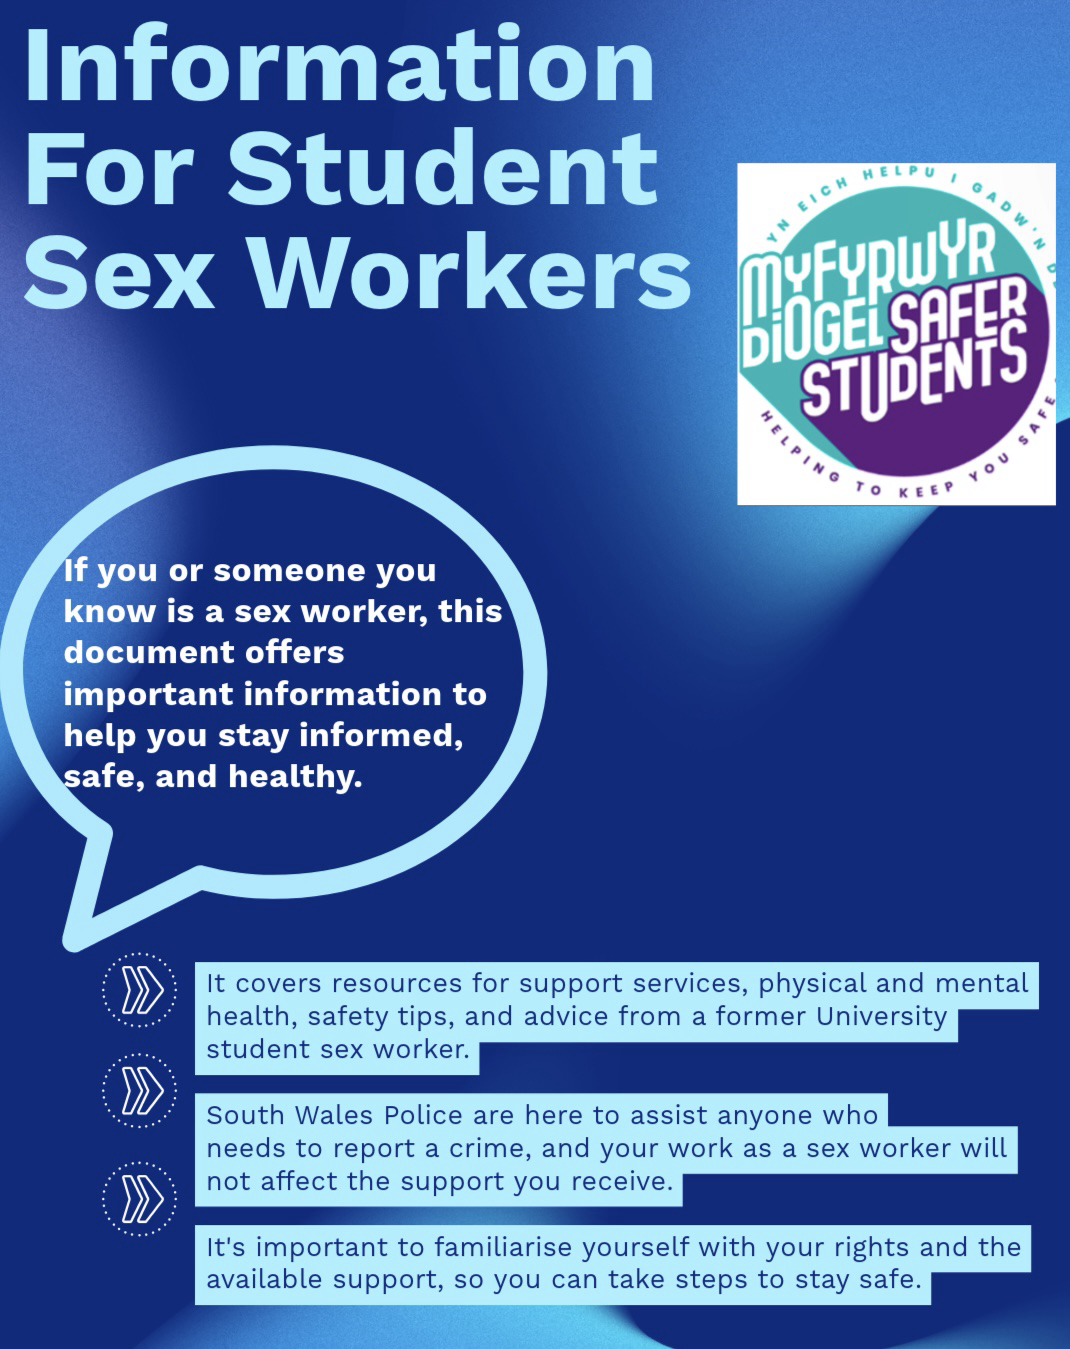 Information
For Student
Sex Workers
YN EICH HELPU I GADW'N
MYFYRWYR
DIOGEL SAFER
STUDENTS
HELPING TO KEEP YOU SAFE
If you or someone you
know is a sex worker, this
document offers
important information to
help you stay informed,
safe, and healthy.
It covers resources for support services, physical and mental
health, safety tips, and advice from a former University
student sex worker.
South Wales Police are here to assist anyone who
needs to report a crime, and your work as a sex worker will
not affect the support you receive.
It's important to familiarise yourself with your rights and the
available support, so you can take steps to stay safe.